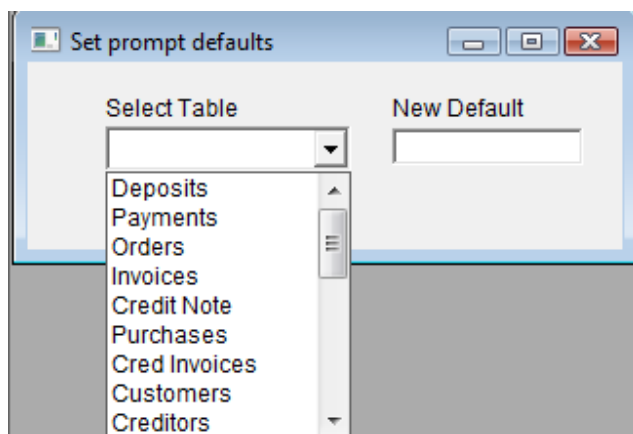 Set prompt defaults
Select Table
New Default
Deposits
Payments
Orders
Invoices
Credit Note
Purchases
Cred Invoices
Customers
Creditors